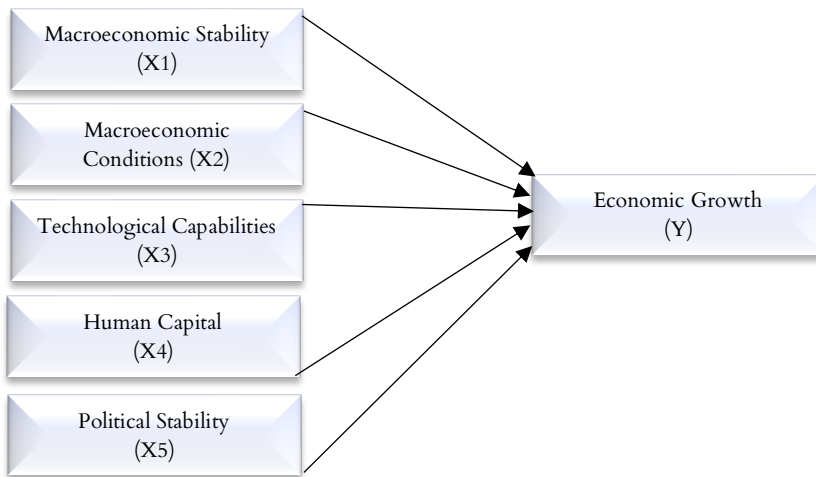 Macroeconomic Stability
(X1)
Macroeconomic
Conditions (X2)
Technological Capabilities
(X3)
Human Capital
(X4)
Political Stability
(X5)
Economic Growth
(Y)